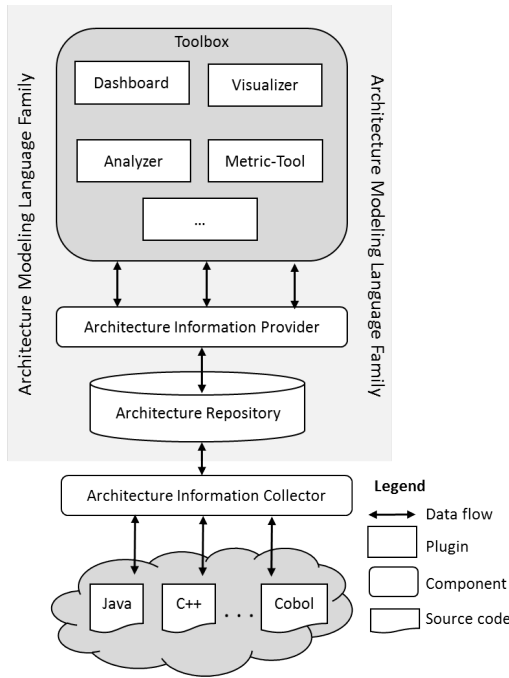 Toolbox
Dashboard
Visualizer
Analyzer
Metric-Tool
...
Architecture Modeling Language Family
Architecture Modeling Language Family
Architecture Information Provider
Architecture Repository
Architecture Information Collector
Java
C++
. . .
Cobol
Legend
Data flow
Plugin
Component
Source code